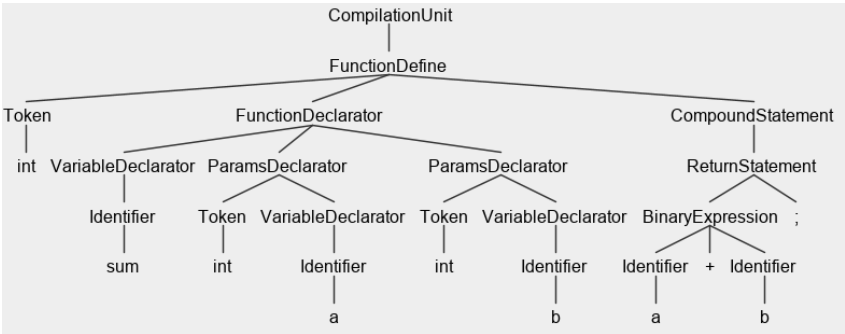 CompilationUnit
FunctionDefine
Token FunctionDeclarator CompoundStatement
int VariableDeclarator ParamsDeclarator ParamsDeclarator ReturnStatement
Identifier Token VariableDeclarator Token VariableDeclarator BinaryExpression ;
sum int Identifier int Identifier Identifier + Identifier
a b a b